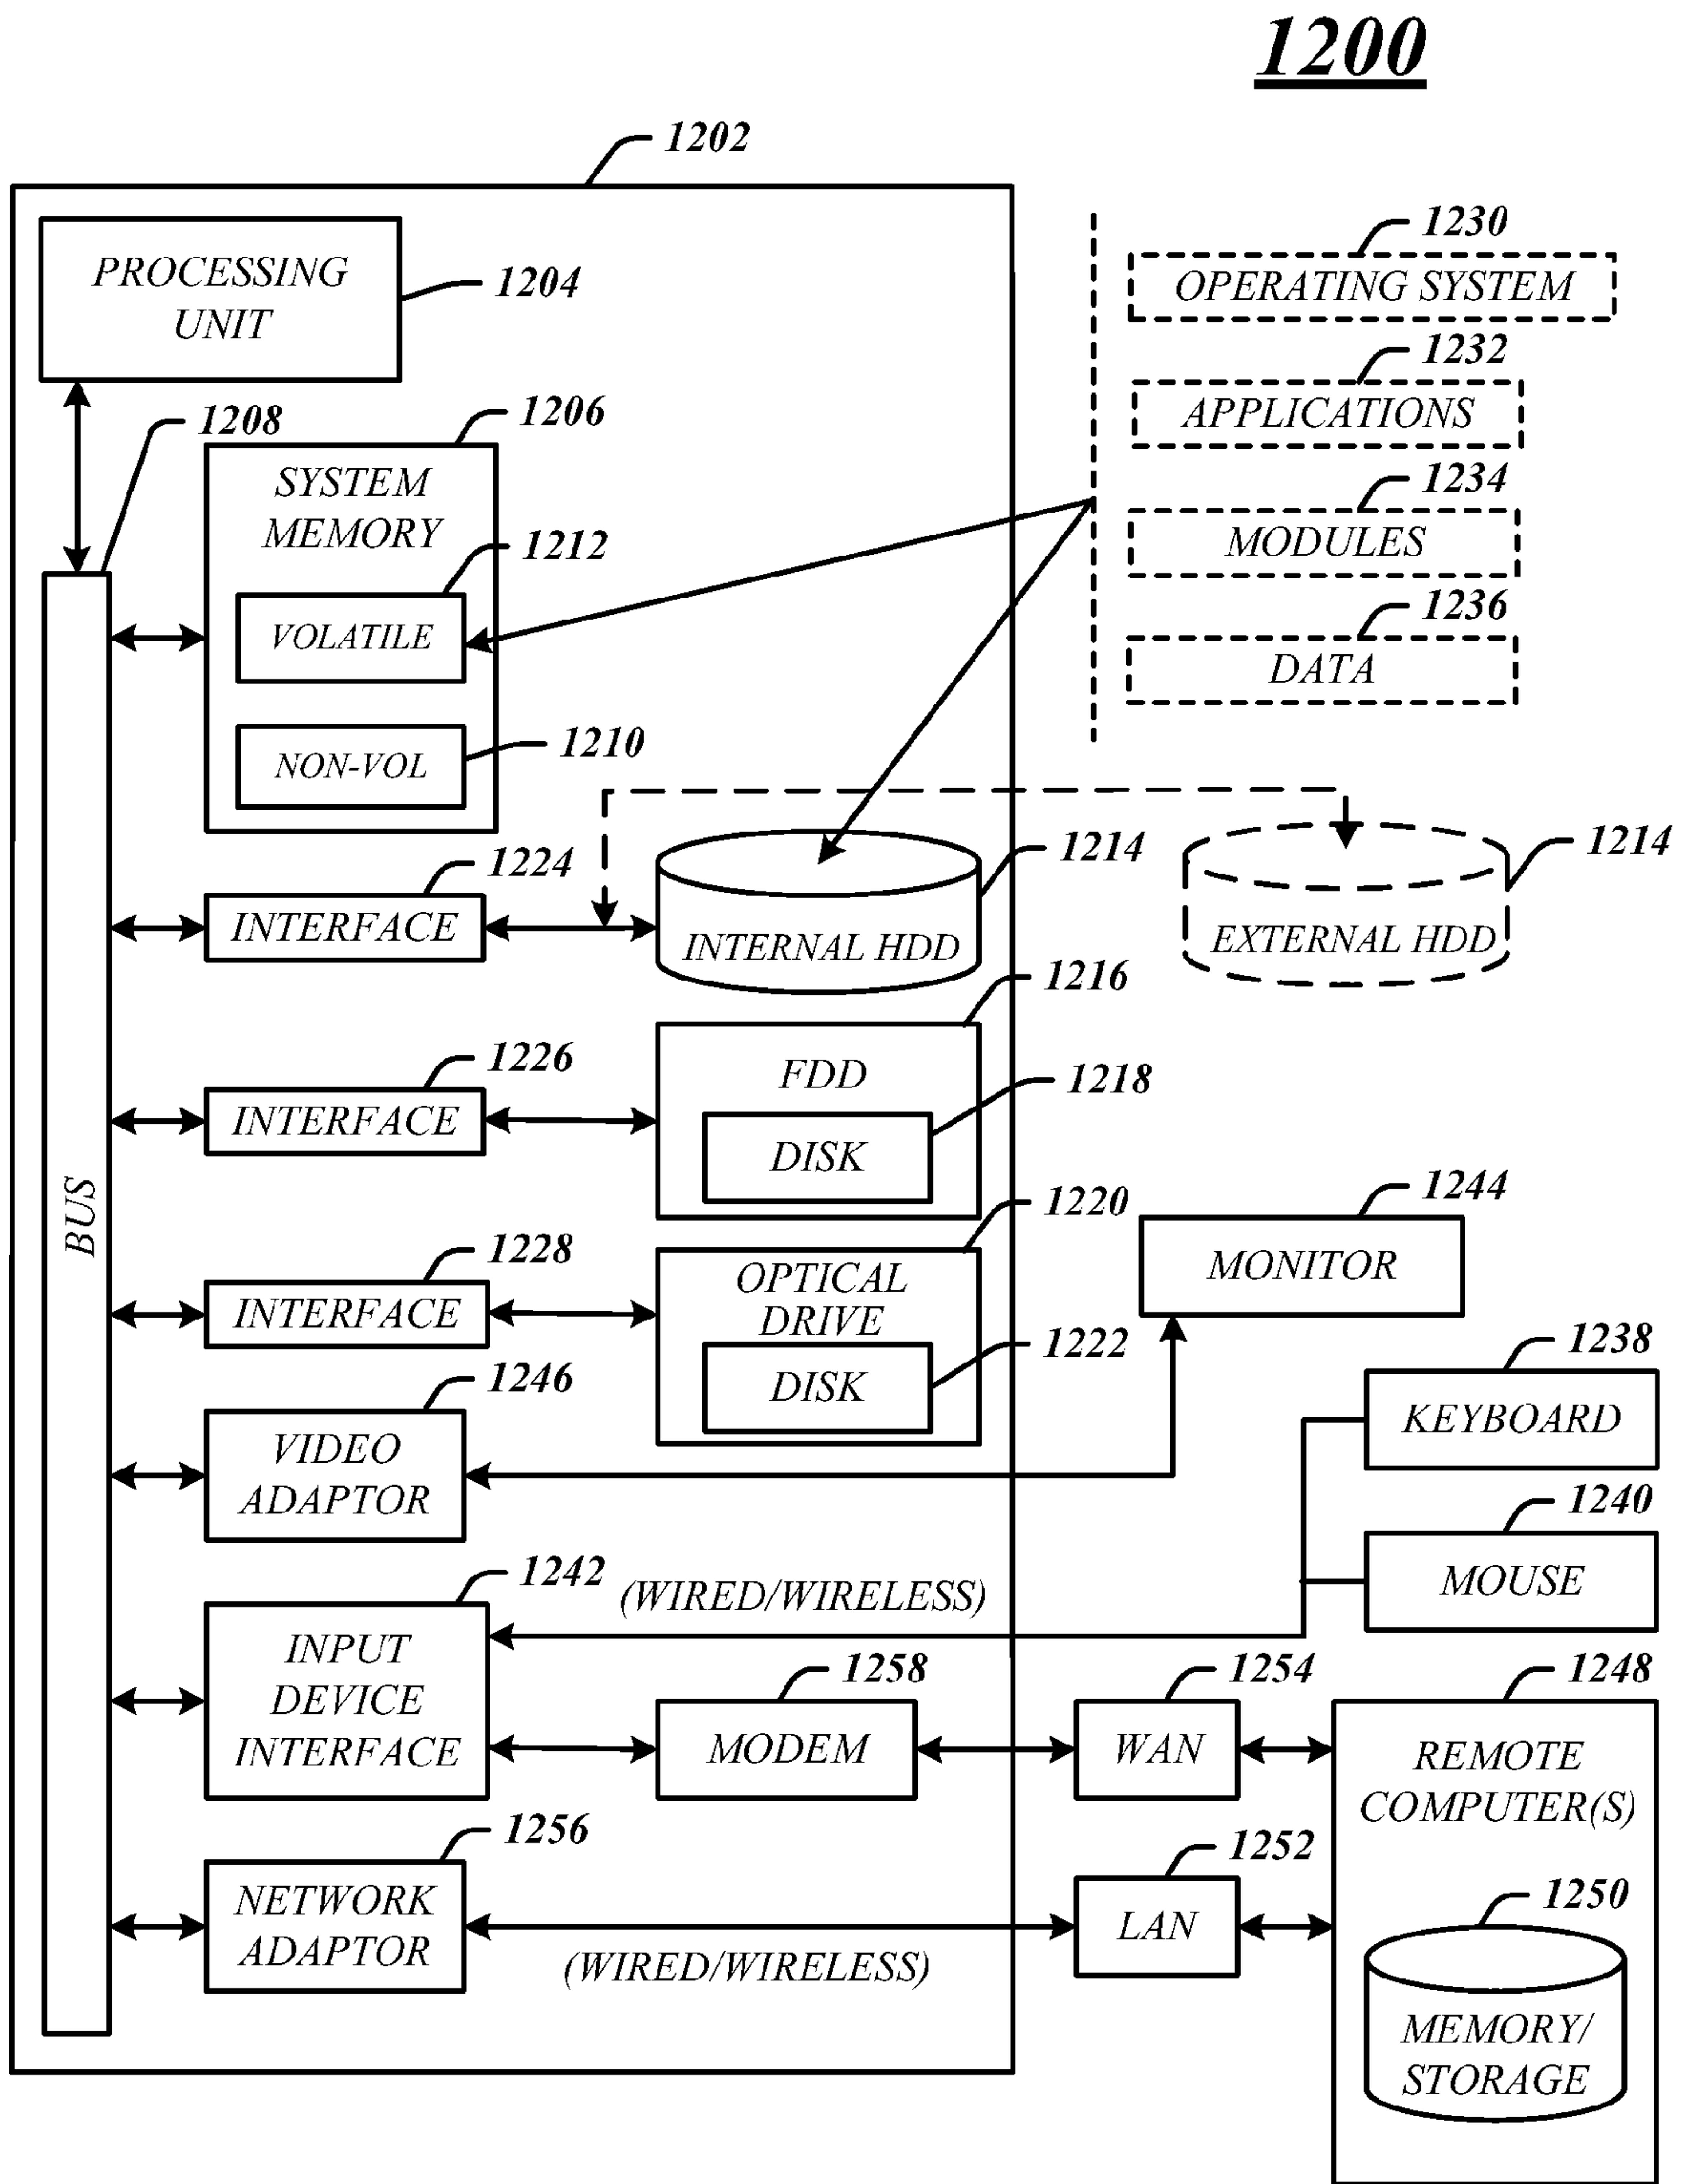 1200
1202
PROCESSING
UNIT
1204
1230
OPERATING SYSTEM
1232
APPLICATIONS
1234
MODULES
1236
DATA
1208
1206
SYSTEM
MEMORY
1212
VOLATILE
1210
NON-VOL
1224
INTERFACE
1214
INTERNAL HDD
1214
EXTERNAL HDD
1216
FDD
1226
INTERFACE
1218
DISK
BUS
1220
OPTICAL
DRIVE
1228
INTERFACE
1222
DISK
1244
MONITOR
1238
KEYBOARD
1246
VIDEO
ADAPTOR
1240
MOUSE
1242
INPUT
DEVICE
INTERFACE
(WIRED/WIRELESS)
1258
MODEM
1254
WAN
1248
REMOTE
COMPUTER(S)
1256
NETWORK
ADAPTOR
(WIRED/WIRELESS)
1252
LAN
1250
MEMORY/
STORAGE